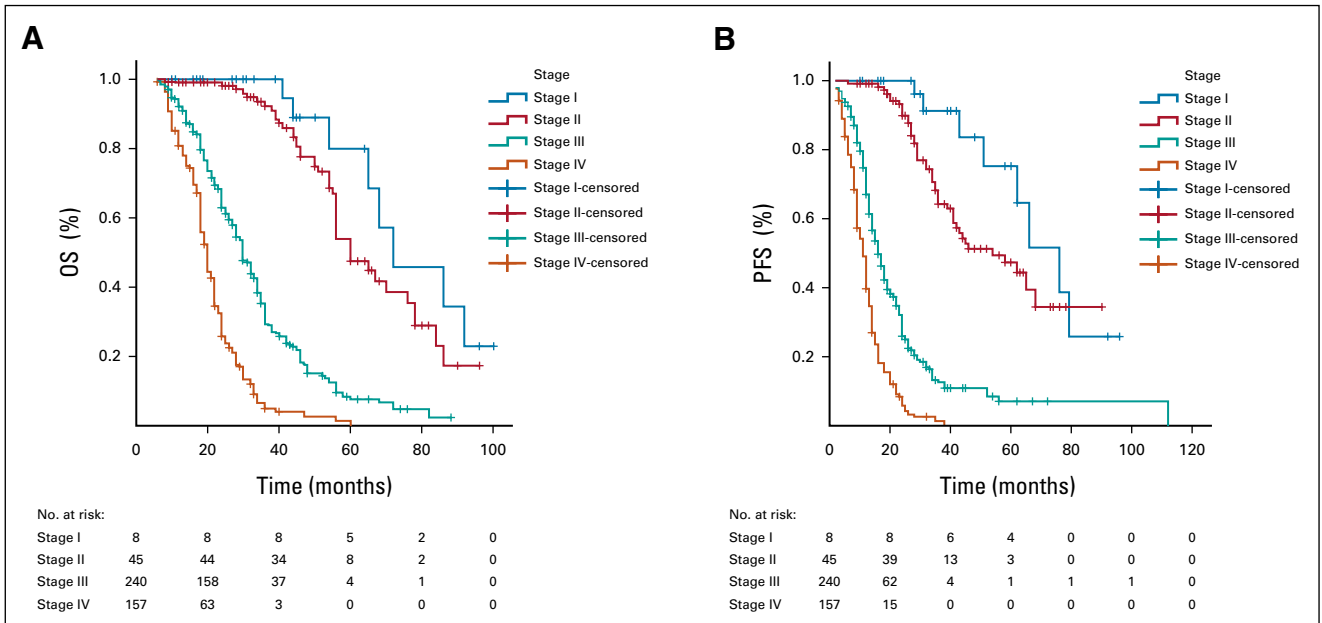 A
OS (%)
1.0
0.8
0.6
0.4
0.2
0 20 40 60 80 100
Time (months)
Stage
Stage I
Stage II
Stage III
Stage IV
Stage I-censored
Stage II-censored
Stage III-censored
Stage IV-censored
No. at risk:
Stage I 8 8 8 5 2 0
Stage II 45 44 34 8 2 0
Stage III 240 158 37 4 1 0
Stage IV 157 63 3 0 0 0
B
PFS (%)
1.0
0.8
0.6
0.4
0.2
0 20 40 60 80 100 120
Time (months)
Stage
Stage I
Stage II
Stage III
Stage IV
Stage I-censored
Stage II-censored
Stage III-censored
Stage IV-censored
No. at risk:
Stage I 8 8 6 4 0 0 0
Stage II 45 39 13 3 0 0 0
Stage III 240 62 4 1 1 1 0
Stage IV 157 15 0 0 0 0 0